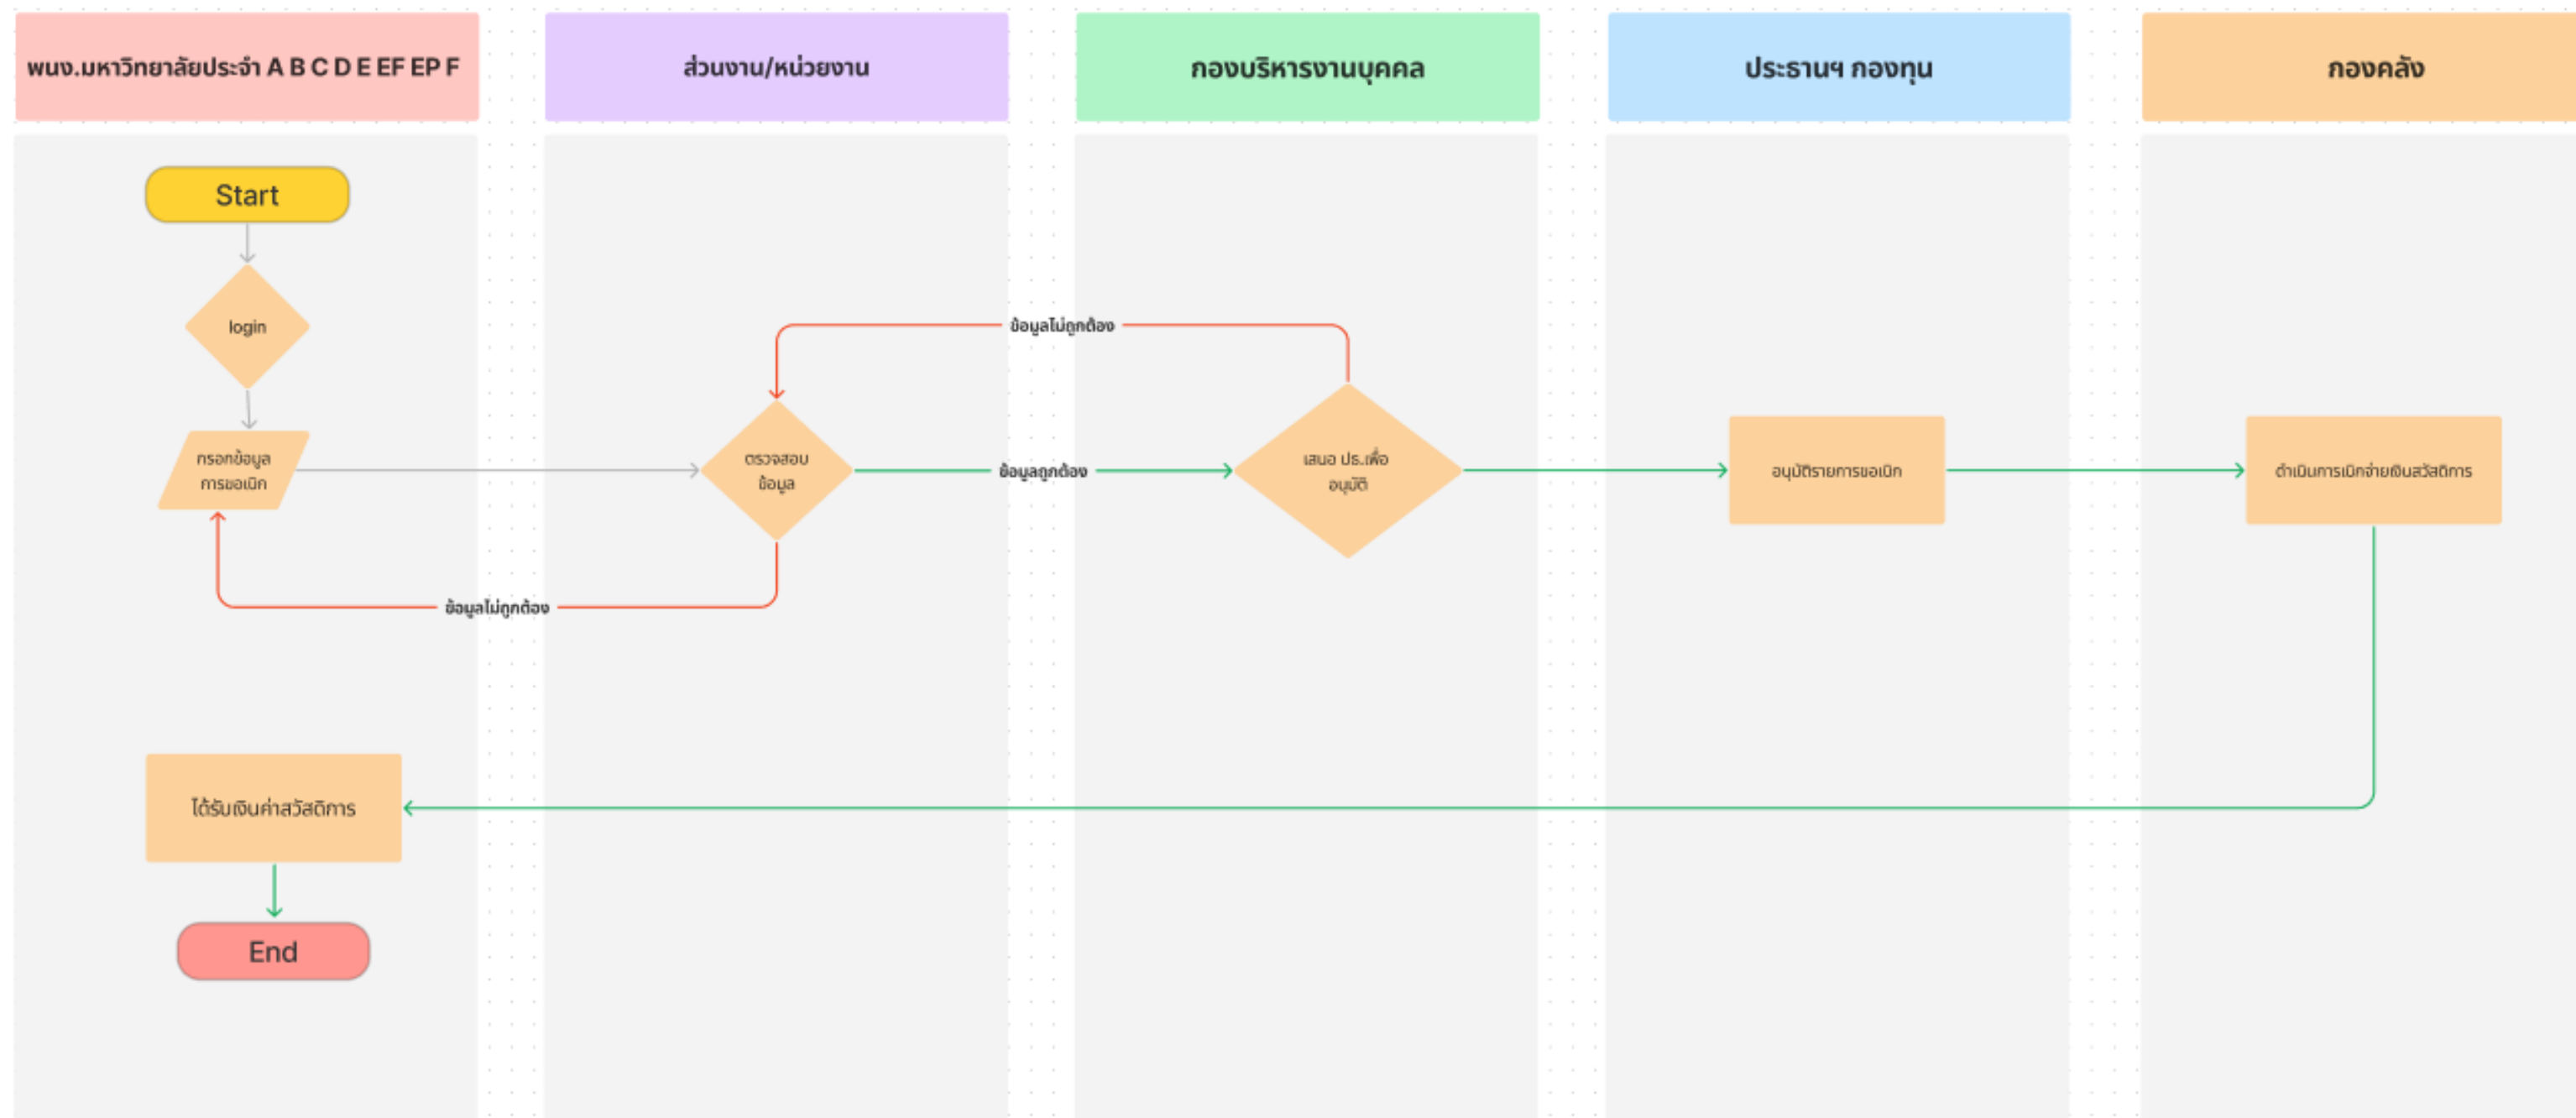 พนง.มหาวิทยาลัยประจำ A B C D E EF EP F
ส่วนงาน/หน่วยงาน
กองบริหารงานบุคคล
ประธานฯ กองทุน
กองคลัง
Start
login
ข้อมูลไม่ถูกต้อง
กรอกข้อมูล
การขอเบิก
ตรวจสอบ
ข้อมูล
ข้อมูลถูกต้อง
เสนอ ปธ.เพื่อ
อนุมัติ
อนุมัติรายการขอเบิก
ดำเนินการเบิกจ่ายเงินสวัสดิการ
ข้อมูลไม่ถูกต้อง
ได้รับเงินค่าสวัสดิการ
End